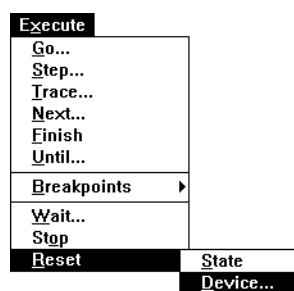 Execute
Go...
Step...
Trace...
Next...
Finish
Until...
Breakpoints
Wait...
Stop
Reset
State
Device...